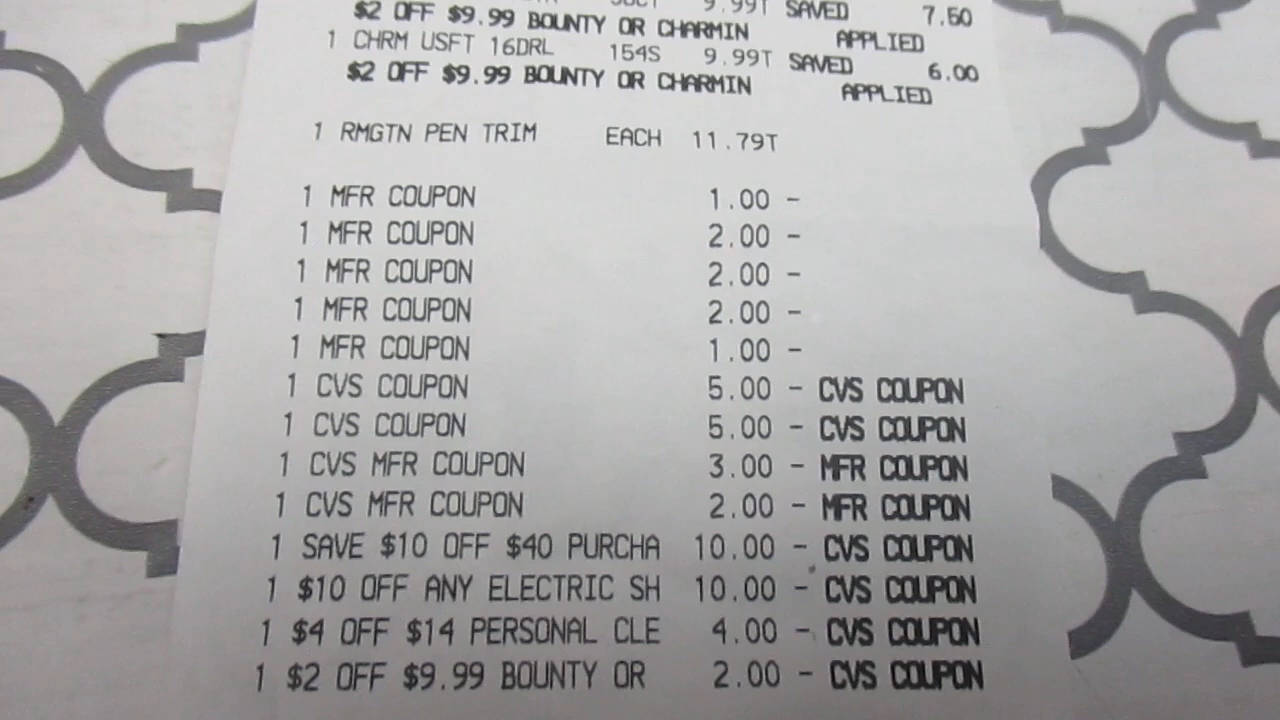 9.99T SAVED 7.50
$2 OFF $9.99 BOUNTY OR CHARMIN APPLIED
1 CHRM USFT 16DRL 154S 9.99T SAVED 6.00
$2 OFF $9.99 BOUNTY OR CHARMIN APPLIED
1 RMGTN PEN TRIM EACH 11.79T
1 MFR COUPON 1.00 -
1 MFR COUPON 2.00 -
1 MFR COUPON 2.00 -
1 MFR COUPON 2.00 -
1 MFR COUPON 1.00 -
1 CVS COUPON 5.00 - CVS COUPON
1 CVS COUPON 5.00 - CVS COUPON
1 CVS MFR COUPON 3.00 - MFR COUPON
1 CVS MFR COUPON 2.00 - MFR COUPON
1 SAVE $10 OFF $40 PURCHA 10.00 - CVS COUPON
1 $10 OFF ANY ELECTRIC SH 10.00 - CVS COUPON
1 $4 OFF $14 PERSONAL CLE 4.00 - CVS COUPON
1 $2 OFF $9.99 BOUNTY OR 2.00 - CVS COUPON